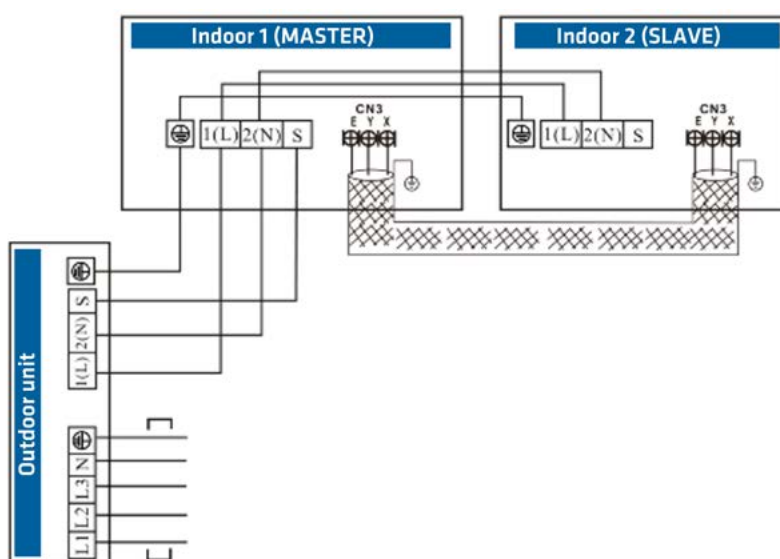 Indoor 1 (MASTER)
Indoor 2 (SLAVE)
CN3
E Y X
1(L) 2(N) S
CN3
E Y X
1(L) 2(N) S
Outdoor unit
S
2(N)
1(L)
N
L3
L2
L1